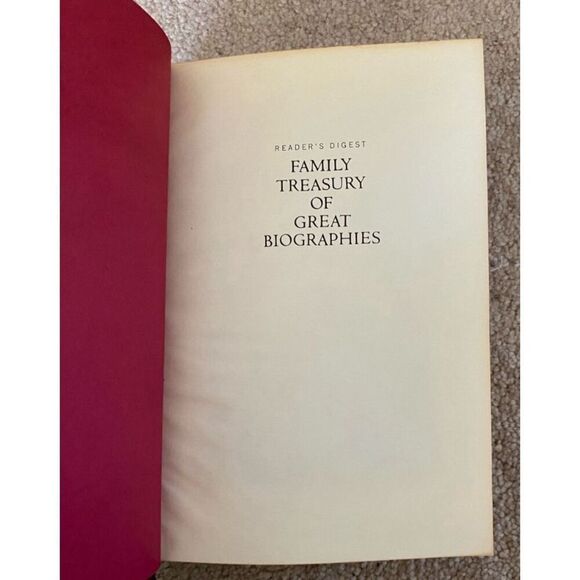 READER'S DIGEST
FAMILY
TREASURY
OF
GREAT
BIOGRAPHIES